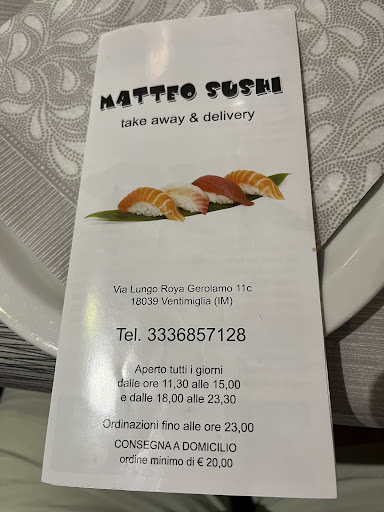 MATTEO SUSHI
take away & delivery
Via Lungo Roya Gerolamo 11c
18039 Ventimiglia (IM)
Tel. 3336857128
Aperto tutti i giorni
dalle ore 11,30 alle 15,00
e dalle 18,00 alle 23,30
Ordinazioni fino alle ore 23,00
CONSEGNA A DOMICILIO
ordine minimo di € 20,00